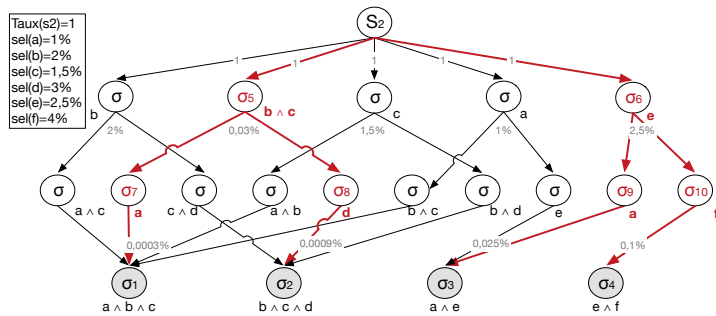 Taux(s2)=1
sel(a)=1%
sel(b)=2%
sel(c)=1,5%
sel(d)=3%
sel(e)=2,5%
sel(f)=4%
S2
1 1 1 1 1
σ σ5 σ σ σ6
b b ∧ c c a e
2% 0,03% 1,5% 1% 2,5%
σ σ7 σ σ σ8 σ σ σ σ9 σ10
a ∧ c a c ∧ d a ∧ b d b ∧ c b ∧ d e a f
0,0003% 0,0009% 0,025% 0,1%
σ1 σ2 σ3 σ4
a ∧ b ∧ c b ∧ c ∧ d a ∧ e e ∧ f